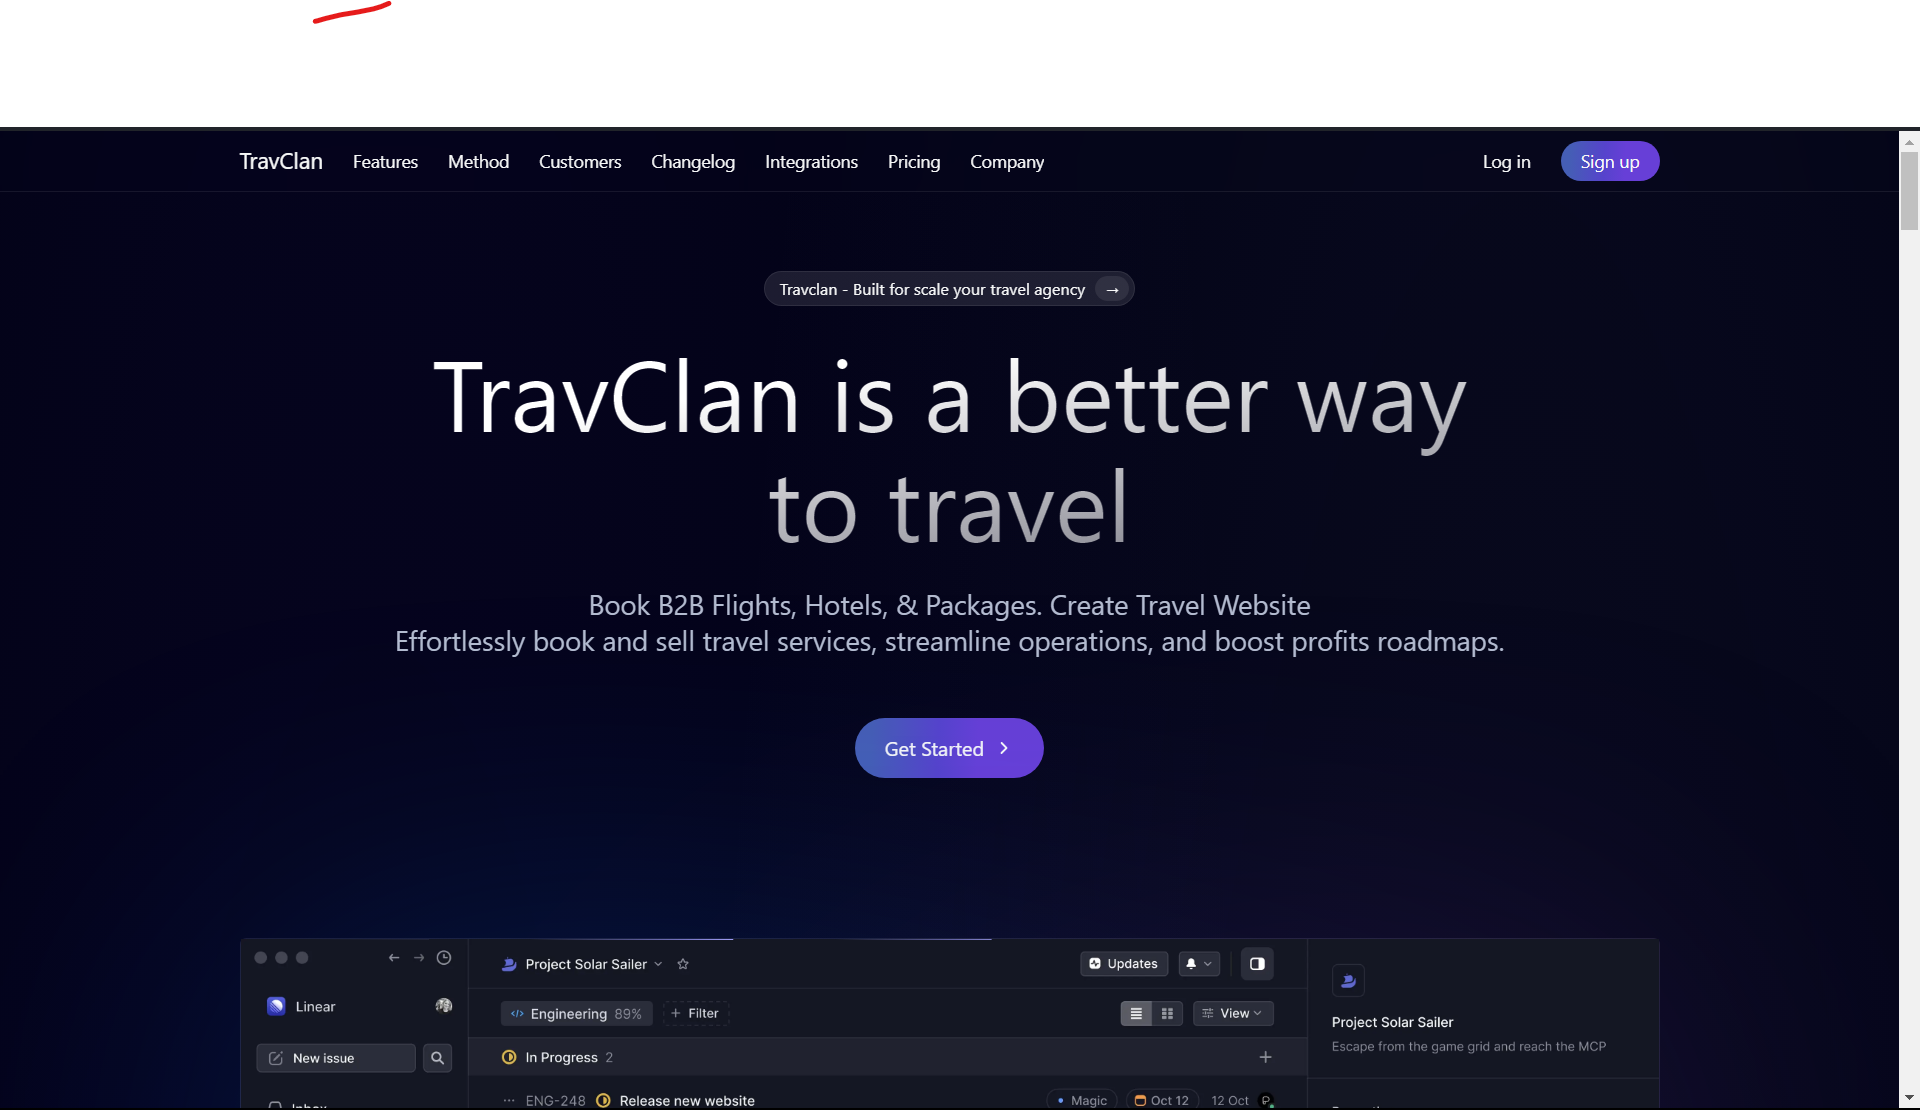 TravClan Features Method Customers Changelog Integrations Pricing Company Log in Sign up
Travclan - Built for scale your travel agency →
TravClan is a better way
to travel
Book B2B Flights, Hotels, & Packages. Create Travel Website
Effortlessly book and sell travel services, streamline operations, and boost profits roadmaps.
Get Started
Project Solar Sailer
Updates
Linear
Engineering 89%
+ Filter
View
Project Solar Sailer
Escape from the game grid and reach the MCP
New issue
In Progress 2
ENG-248 Release new website
Magic
Oct 12
12 Oct